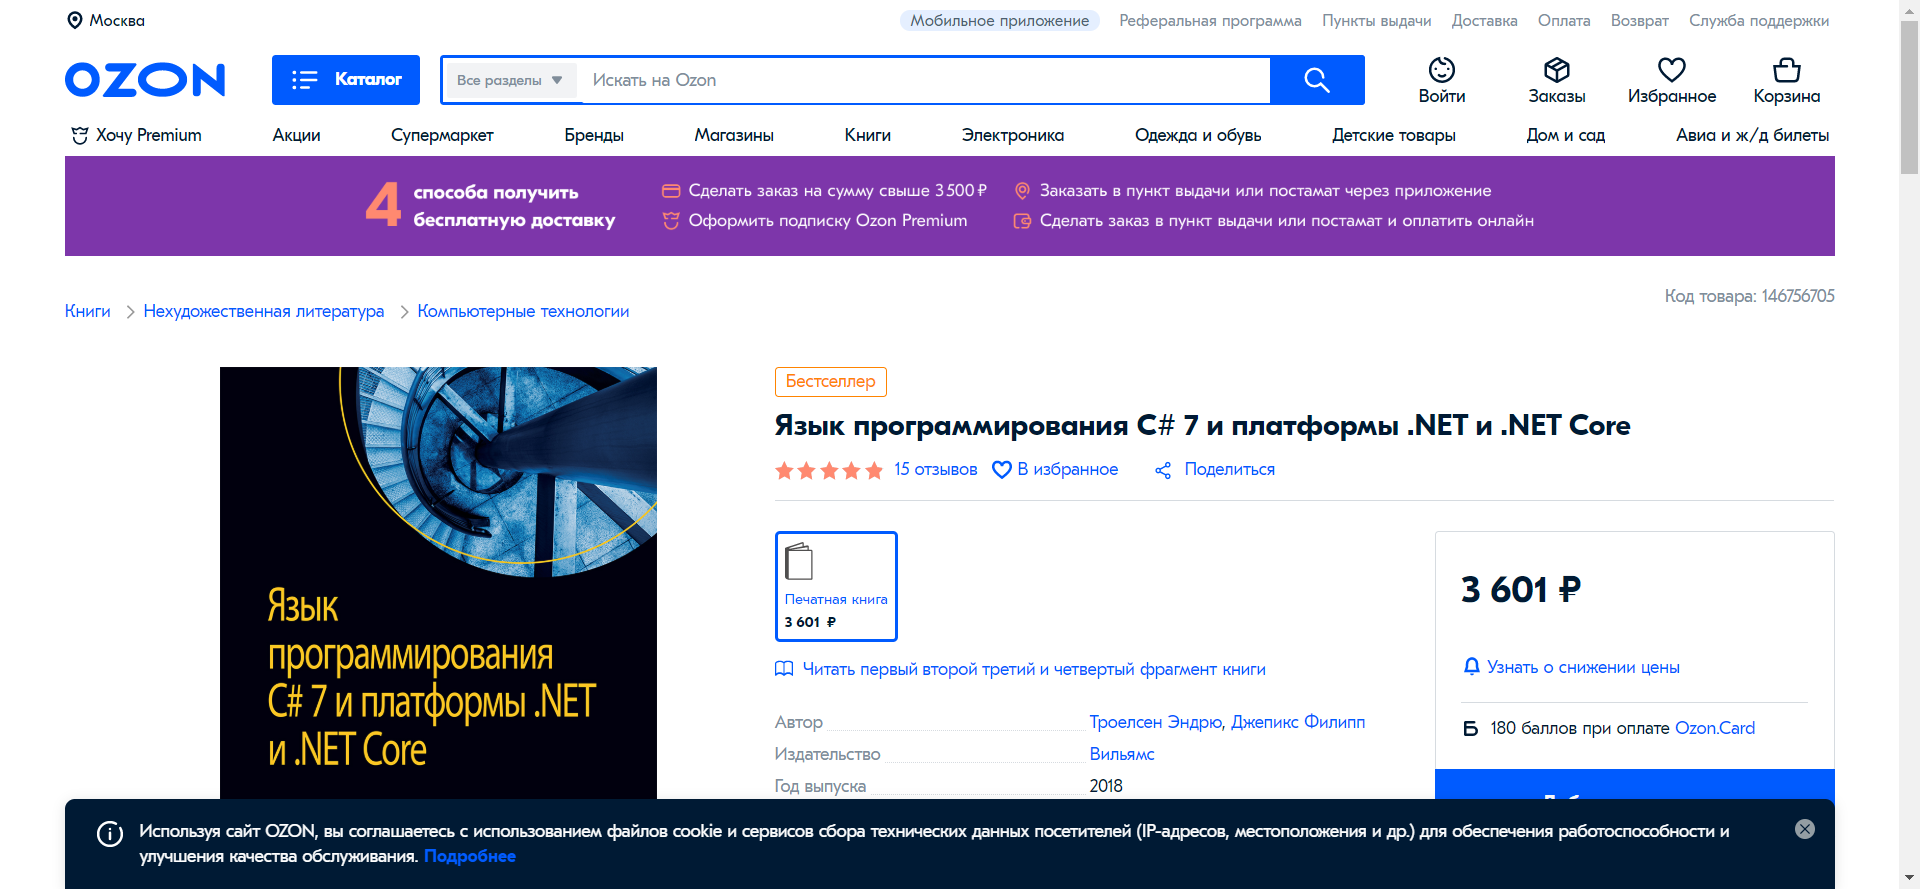 Москва
Мобильное приложение Реферальная программа Пункты выдачи Доставка Оплата Возврат Служба поддержки
OZON
Каталог
Все разделы
Искать на Ozon
Войти
Заказы
Избранное
Корзина
Хочу Premium Акции Супермаркет Бренды Магазины Книги Электроника Одежда и обувь Детские товары Дом и сад Авиа и ж/д билеты
4 способа получить
бесплатную доставку
Сделать заказ на сумму свыше 3 500 ₽
Оформить подписку Ozon Premium
Заказать в пункт выдачи или постамат через приложение
Сделать заказ в пункт выдачи или постамат и оплатить онлайн
Код товара: 146756705
Книги Нехудожественная литература Компьютерные технологии
Язык
программирования
C# 7 и платформы .NET
и .NET Core
Бестселлер
Язык программирования C# 7 и платформы .NET и .NET Core
15 отзывов В избранное Поделиться
Печатная книга
3 601 ₽
Читать первый второй третий и четвертый фрагмент книги
Автор Троелсен Эндрю, Джепикс Филипп
Издательство Вильямс
Год выпуска 2018
3 601 ₽
Узнать о снижении цены
Б 180 баллов при оплате Ozon.Card
Используя сайт OZON, вы соглашаетесь с использованием файлов cookie и сервисов сбора технических данных посетителей (IP-адресов, местоположения и др.) для обеспечения работоспособности и
улучшения качества обслуживания. Подробнее